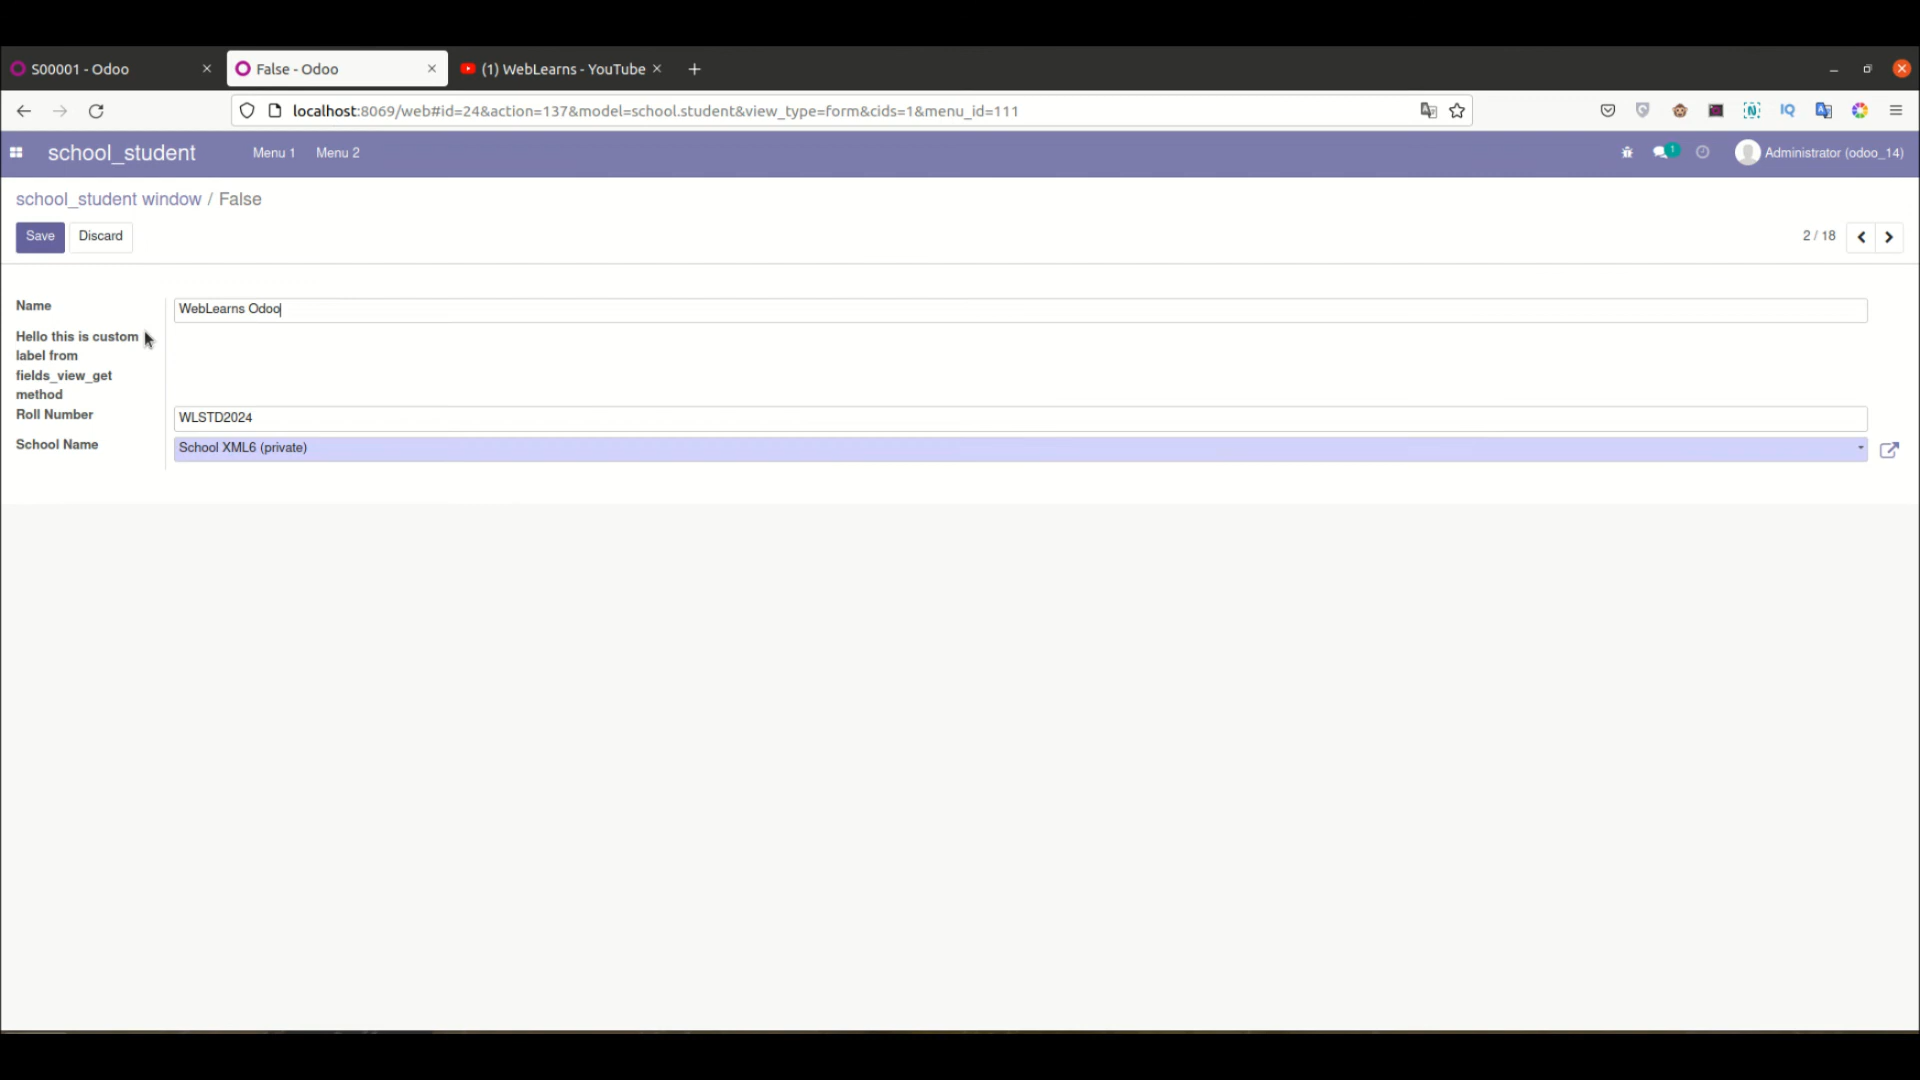 S00001 - Odoo
False - Odoo
(1) WebLearns - YouTube
localhost:8069/web#id=24&action=137&model=school.student&view_type=form&cids=1&menu_id=111
IQ
school_student
Menu 1
Menu 2
1
Administrator (odoo_14)
school_student window / False
Save
Discard
2 / 18
Name
WebLearns Odoo
Hello this is custom
label from
fields_view_get
method
Roll Number
WLSTD2024
School Name
School XML6 (private)